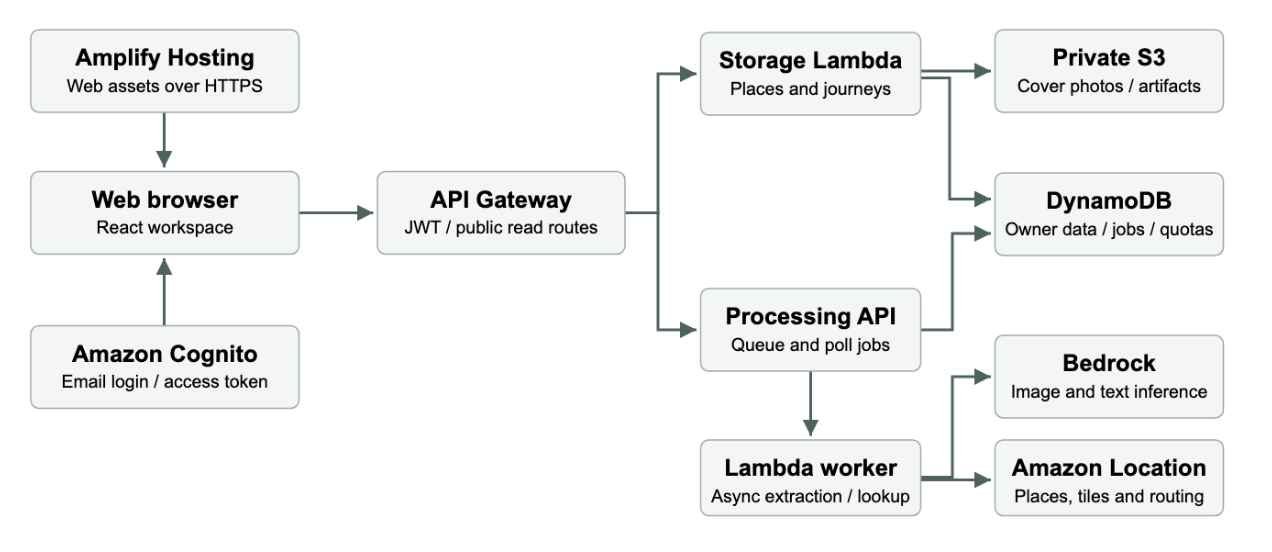 Amplify Hosting
Web assets over HTTPS
Web browser
React workspace
Amazon Cognito
Email login / access token
API Gateway
JWT / public read routes
Storage Lambda
Places and journeys
Processing API
Queue and poll jobs
Lambda worker
Async extraction / lookup
Private S3
Cover photos / artifacts
DynamoDB
Owner data / jobs / quotas
Bedrock
Image and text inference
Amazon Location
Places, tiles and routing